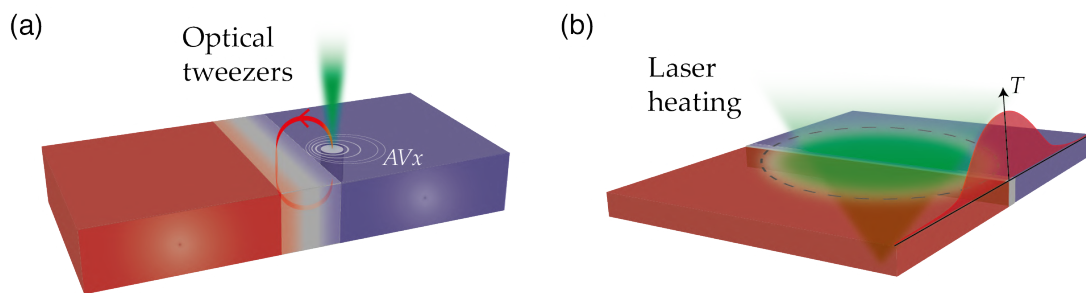 (a)
Optical
tweezers
AVx
(b)
Laser
heating
T